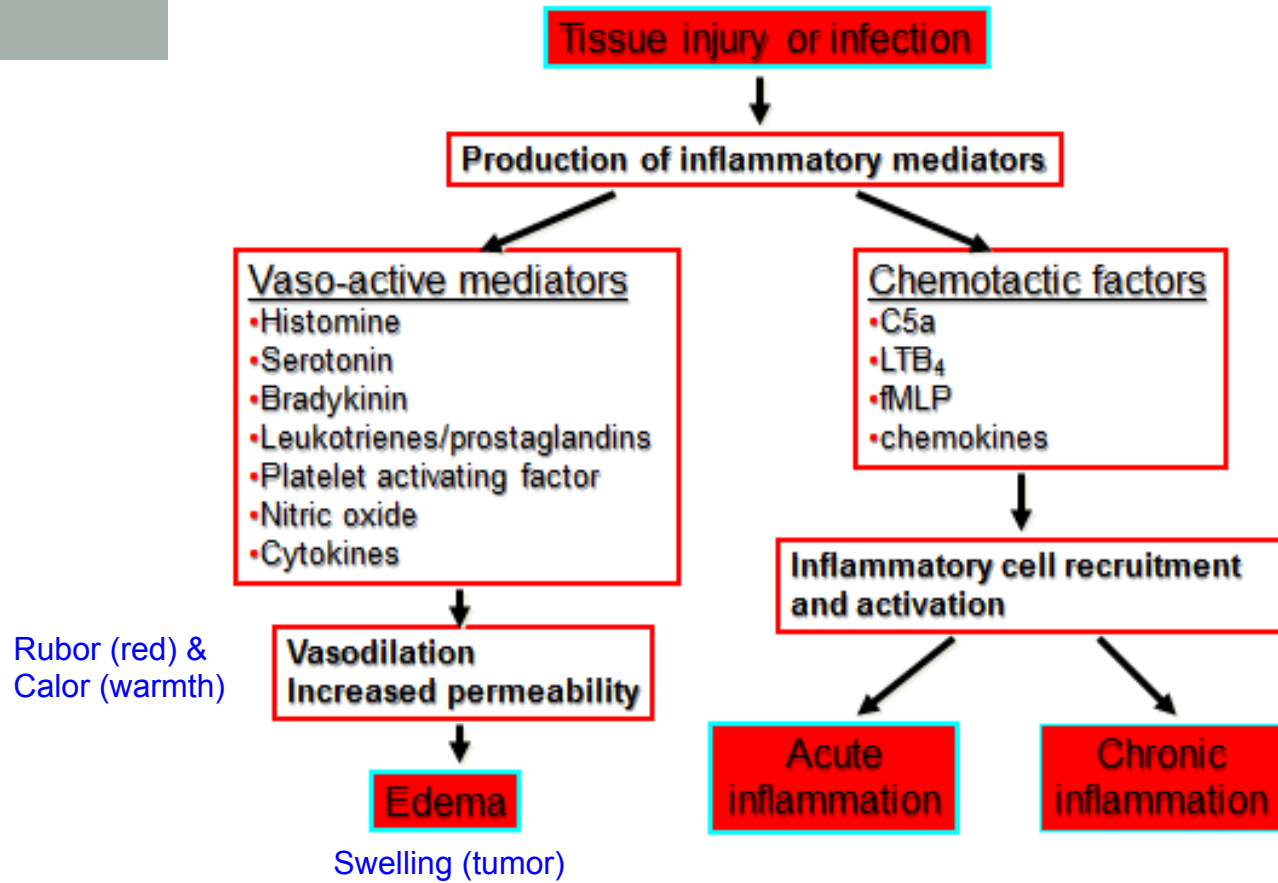 Tissue injury or infection
Production of inflammatory mediators
Vaso-active mediators
•Histomine
•Serotonin
•Bradykinin
•Leukotrienes/prostaglandins
•Platelet activating factor
•Nitric oxide
•Cytokines
Chemotactic factors
•C5a
•LTB₄
•fMLP
•chemokines
Rubor (red) &
Calor (warmth)
Vasodilation
Increased permeability
Inflammatory cell recruitment
and activation
Edema
Swelling (tumor)
Acute
inflammation
Chronic
inflammation